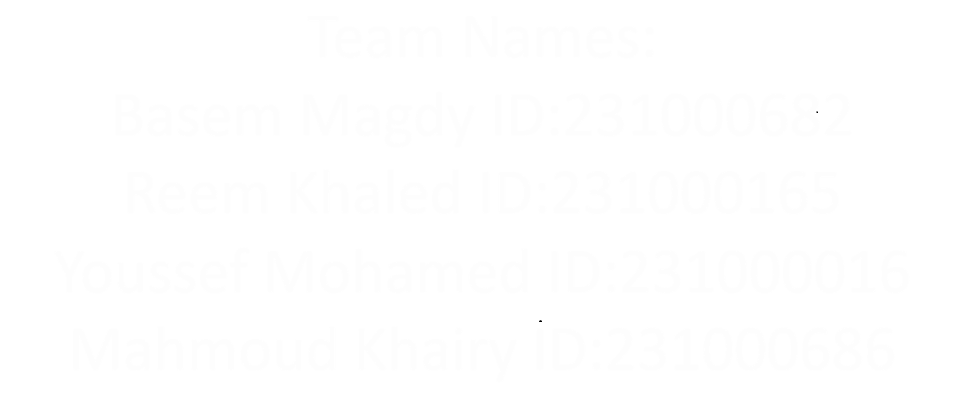 Team Names:
Basem Magdy ID:231000682
Reem Khaled ID:231000165
Youssef Mohamed ID:231000016
Mahmoud Khairy ID:231000686